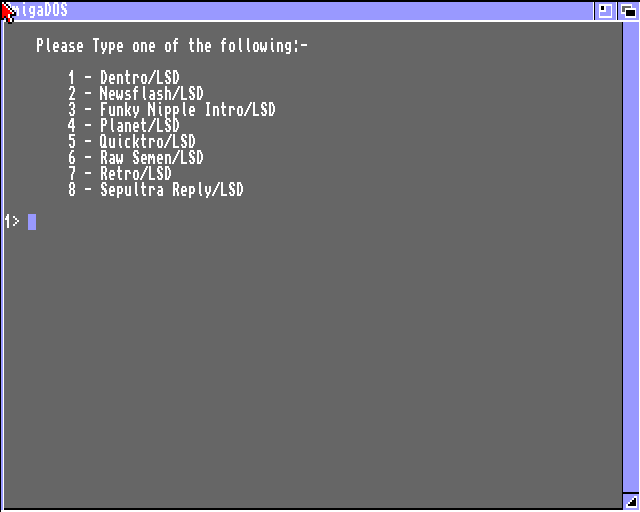 migaDOS
Please Type one of the following:-
1 - Dentro/LSD
2 - Newsflash/LSD
3 - Funky Nipple Intro/LSD
4 - Planet/LSD
5 - Quicktro/LSD
6 - Raw Semen/LSD
7 - Retro/LSD
8 - Sepultra Reply/LSD
1>